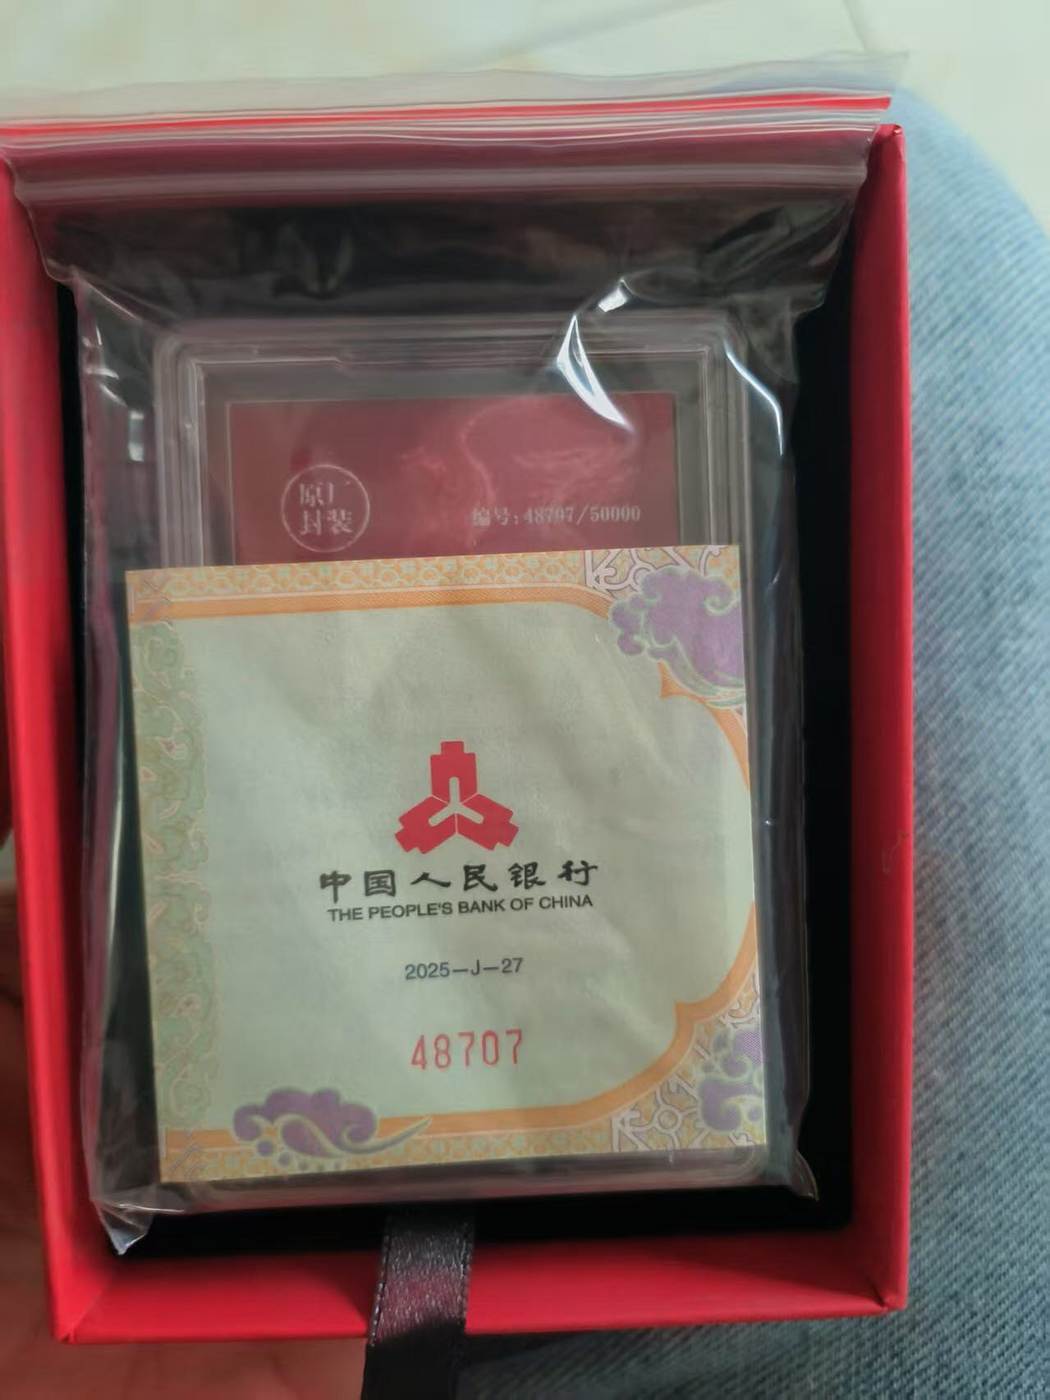 原厂
封装
编号:48707/50000
中国人民银行
THE PEOPLE'S BANK OF CHINA
2025—J—27
48707